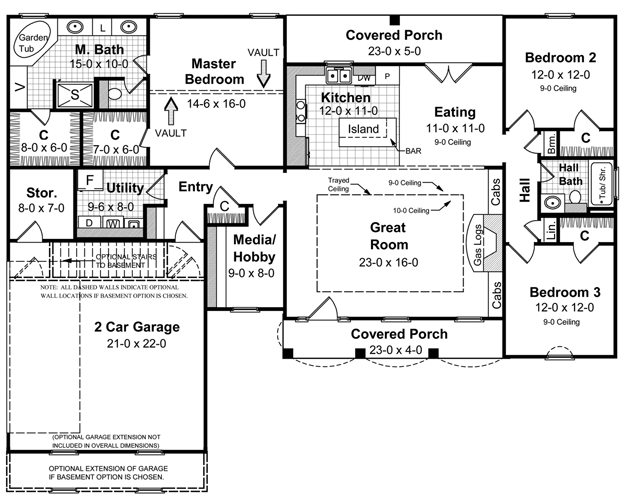 Garden
Tub
L
M. Bath
15-0 x 10-0
V
S
Master
Bedroom
14-6 x 16-0
VAULT
VAULT
C
8-0 x 6-0
C
7-0 x 6-0
Covered Porch
23-0 x 5-0
DW
P
Kitchen
12-0 x 11-0
Island
BAR
Eating
11-0 x 11-0
9-0 Ceiling
Bedroom 2
12-0 x 12-0
9-0 Ceiling
Brm.
C
Hall
Bath
Tub/ Shr.
Hall
Lin.
C
Bedroom 3
12-0 x 12-0
9-0 Ceiling
Stor.
8-0 x 7-0
F
Utility
9-6 x 8-0
D
W
Entry
C
Media/
Hobby
9-0 x 8-0
Trayed
Ceiling
9-0 Ceiling
10-0 Ceiling
Great
Room
23-0 x 16-0
Cabs
Gas Logs
Cabs
Covered Porch
23-0 x 4-0
OPTIONAL STAIRS
TO BASEMENT
NOTE: ALL DASHED WALLS INDICATE OPTIONAL
WALL LOCATIONS IF BASEMENT OPTION IS CHOSEN.
2 Car Garage
21-0 x 22-0
(OPTIONAL GARAGE EXTENSION NOT
INCLUDED IN OVERALL DIMENSIONS)
OPTIONAL EXTENSION OF GARAGE
IF BASEMENT OPTION IS CHOSEN.